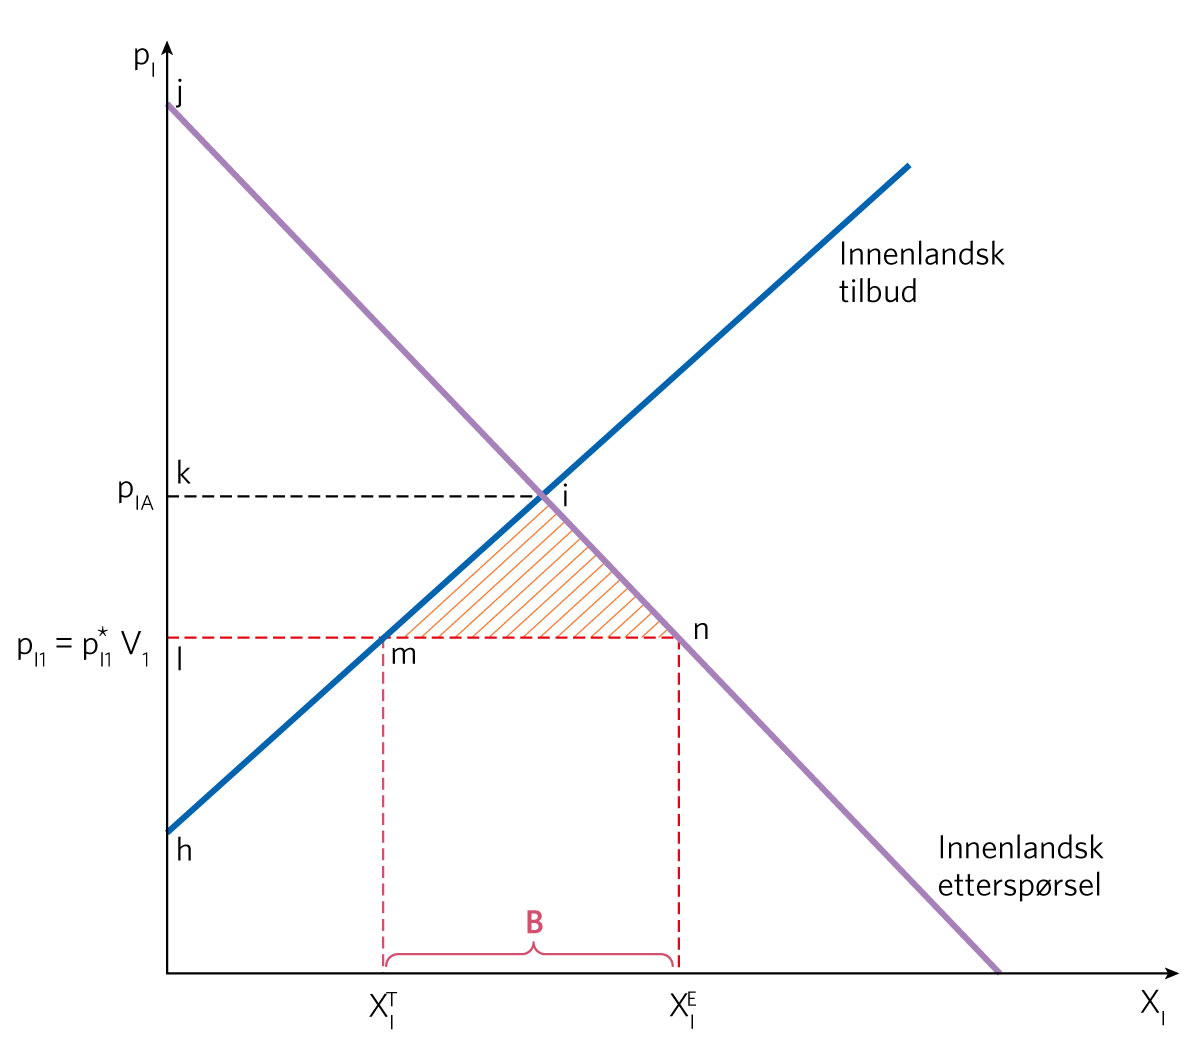 p_I
j
Innenlandsk
tilbud
k
p_IA
i
p_I1 = p*_I1 V_1
l
n
m
h
Innenlandsk
etterspørsel
B
X_I^T
X_I^E
X_I